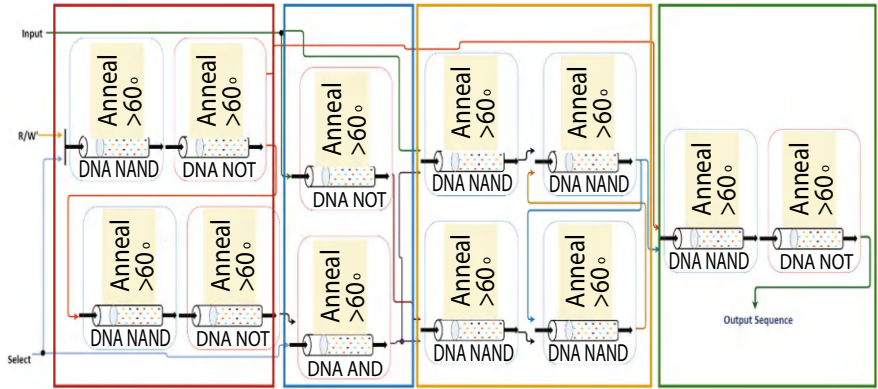 Input
R/W'
Select
Anneal
>60°
DNA NAND
Anneal
>60°
DNA NOT
Anneal
>60°
DNA NAND
Anneal
>60°
DNA NOT
Anneal
>60°
DNA NOT
Anneal
>60°
DNA AND
Anneal
>60°
DNA NAND
Anneal
>60°
DNA NAND
Anneal
>60°
DNA NAND
Anneal
>60°
DNA NAND
Anneal
>60°
DNA NAND
Anneal
>60°
DNA NOT
Output Sequence